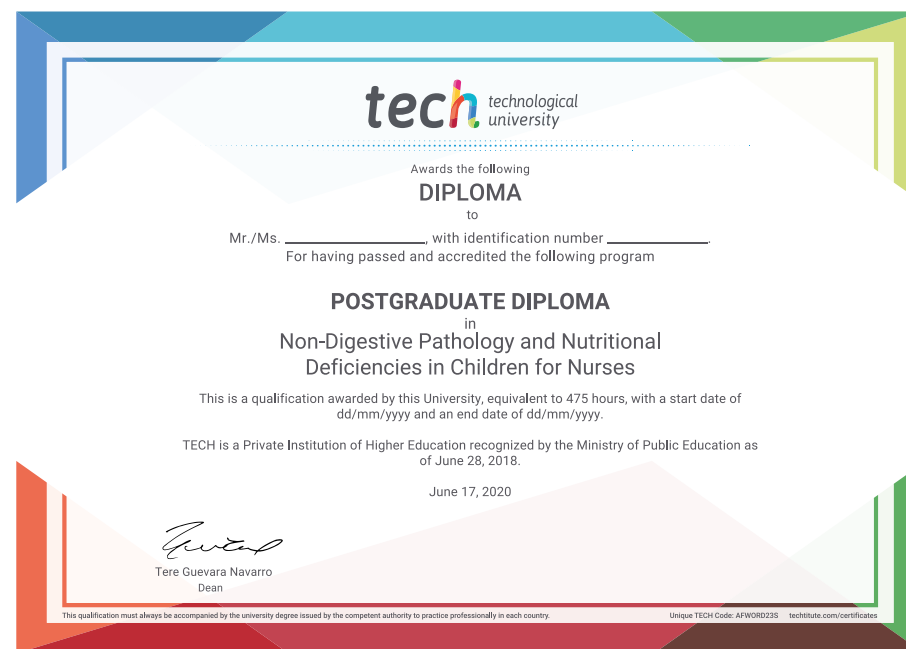 tech technological
university
Awards the following
DIPLOMA
to
Mr./Ms. ____________________, with identification number ______________.
For having passed and accredited the following program
POSTGRADUATE DIPLOMA
in
Non-Digestive Pathology and Nutritional
Deficiencies in Children for Nurses
This is a qualification awarded by this University, equivalent to 475 hours, with a start date of
dd/mm/yyyy and an end date of dd/mm/yyyy.
TECH is a Private Institution of Higher Education recognized by the Ministry of Public Education as
of June 28, 2018.
June 17, 2020
Tere Guevara Navarro
Dean
This qualification must always be accompanied by the university degree issued by the competent authority to practice professionally in each country. Unique TECH Code: AFWORD23S techtitute.com/certificates